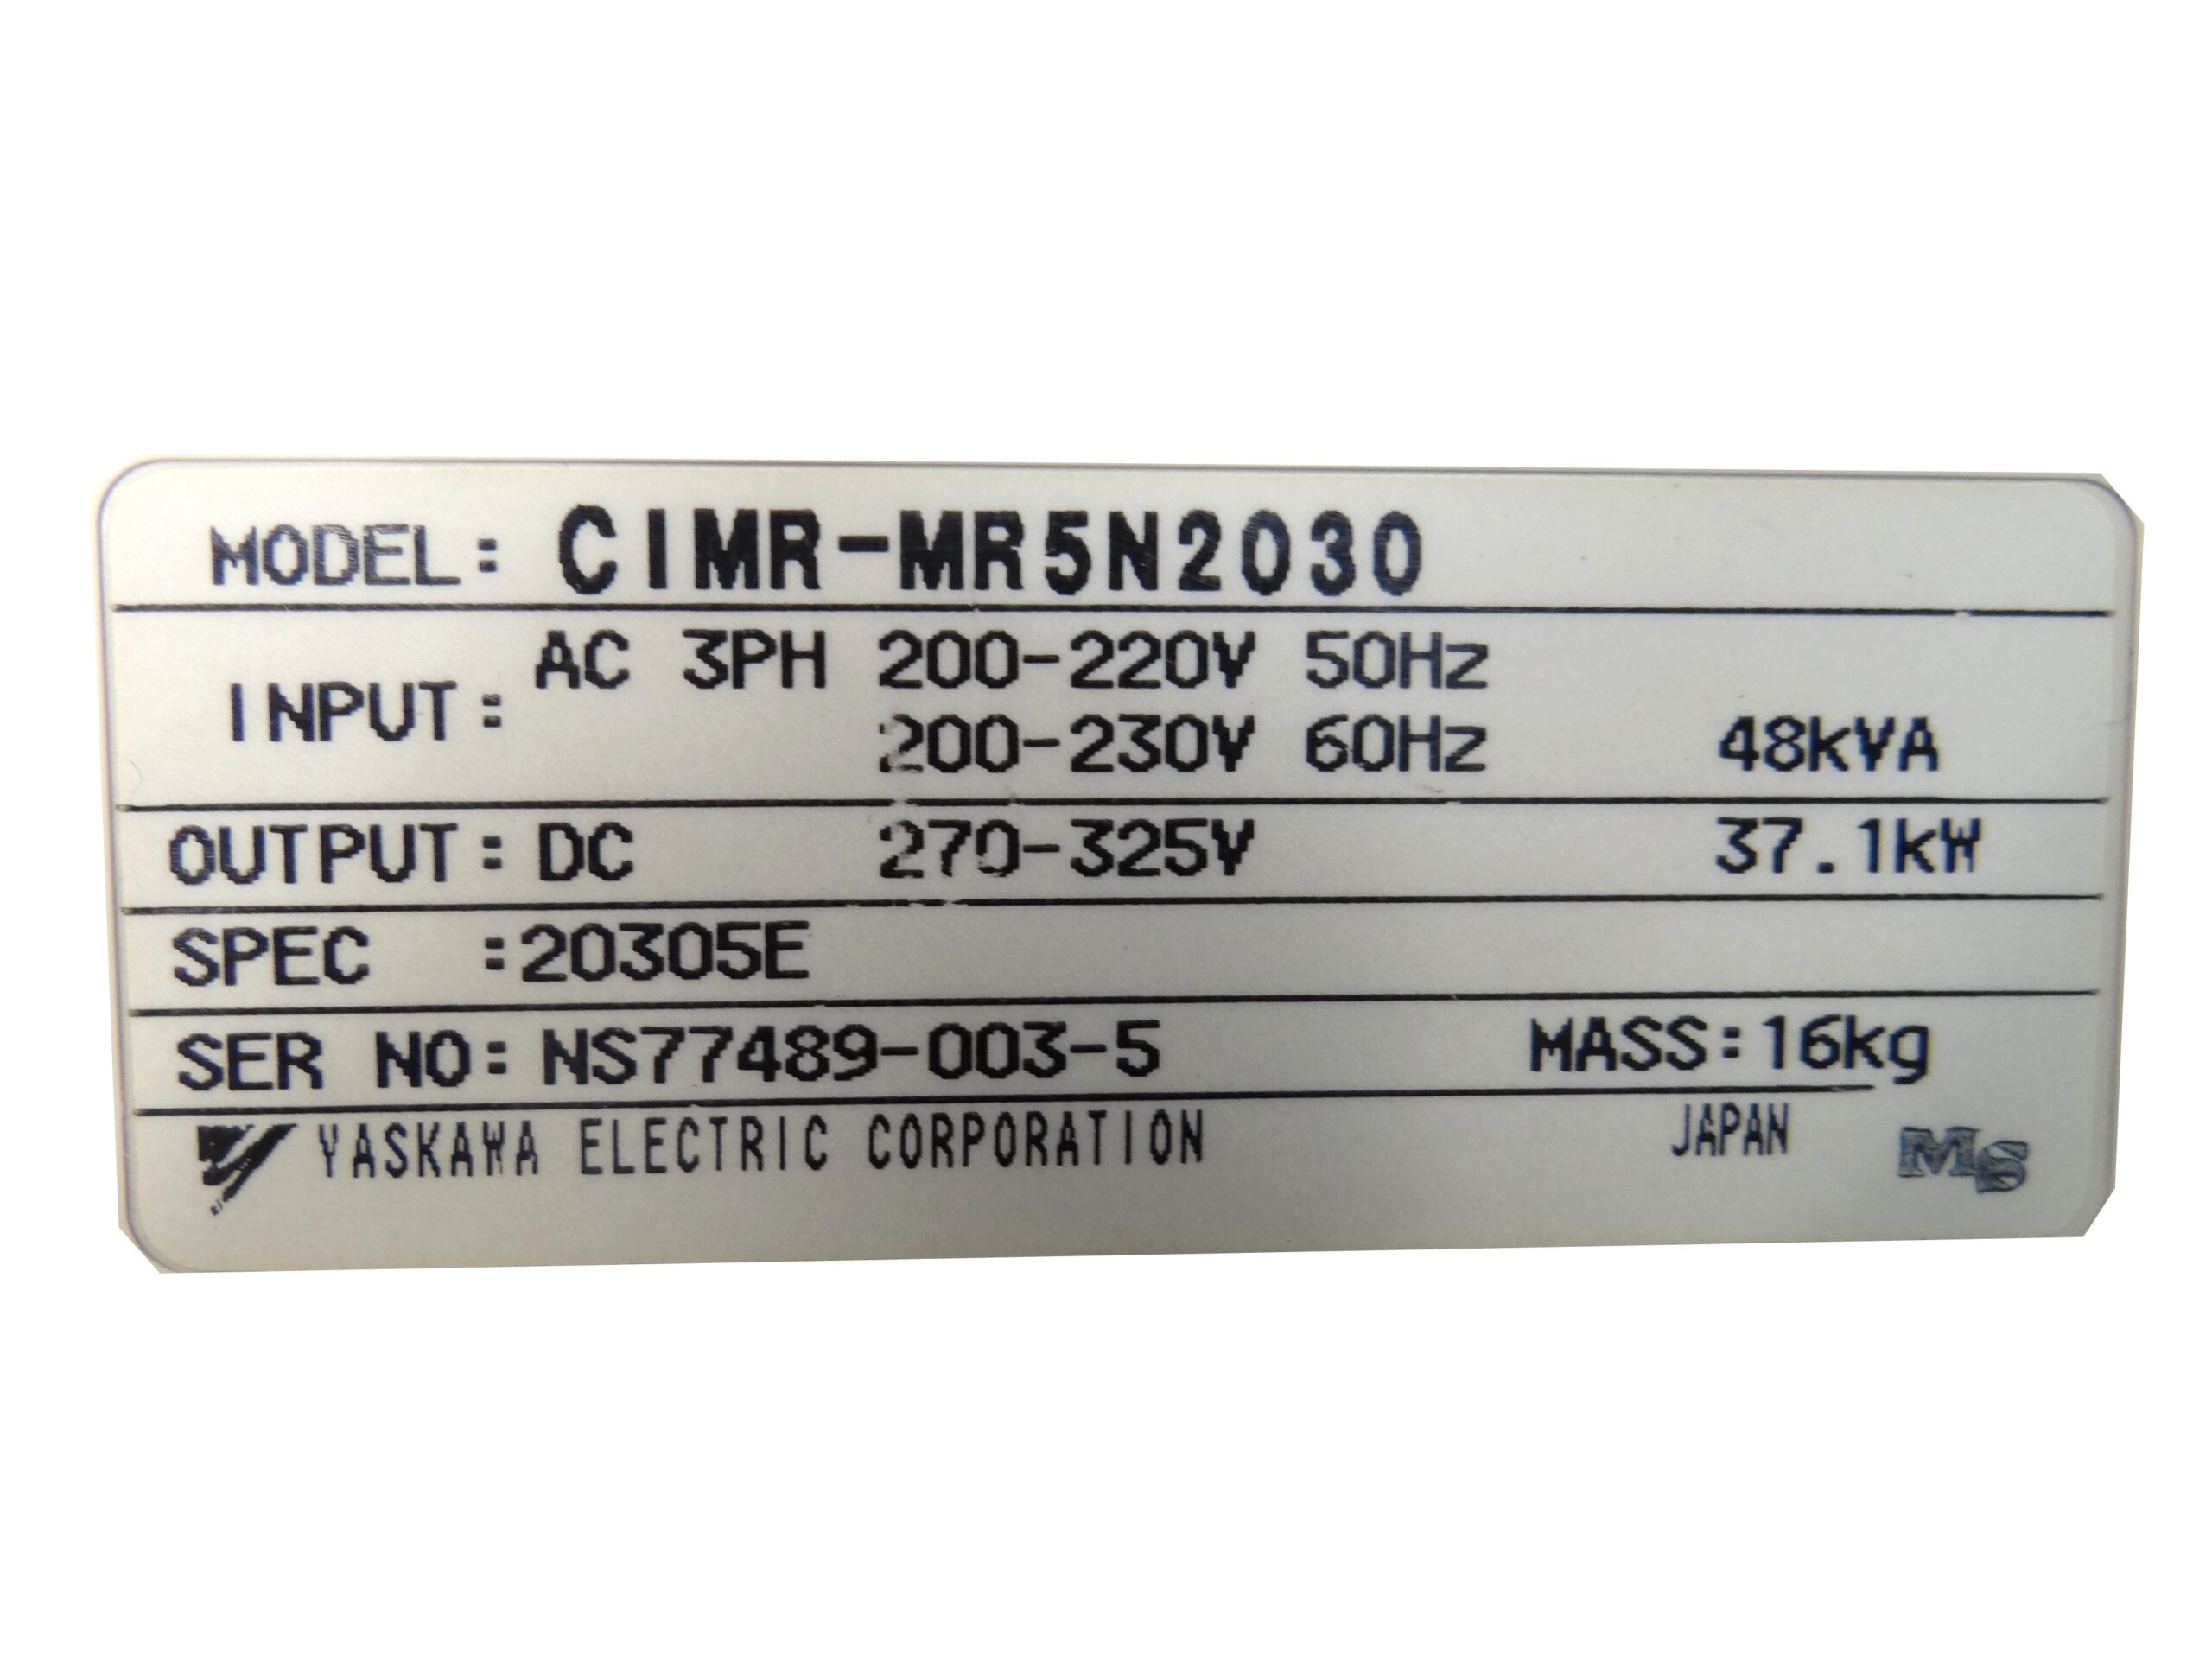 MODEL: CIMR-MR5N2030
INPUT: AC 3PH 200-220V 50Hz
200-230V 60Hz 48kVA
OUTPUT: DC 270-325V 37.1kW
SPEC :20305E
SER NO: NS77489-003-5 MASS:16kg
YASKAWA ELECTRIC CORPORATION JAPAN MS